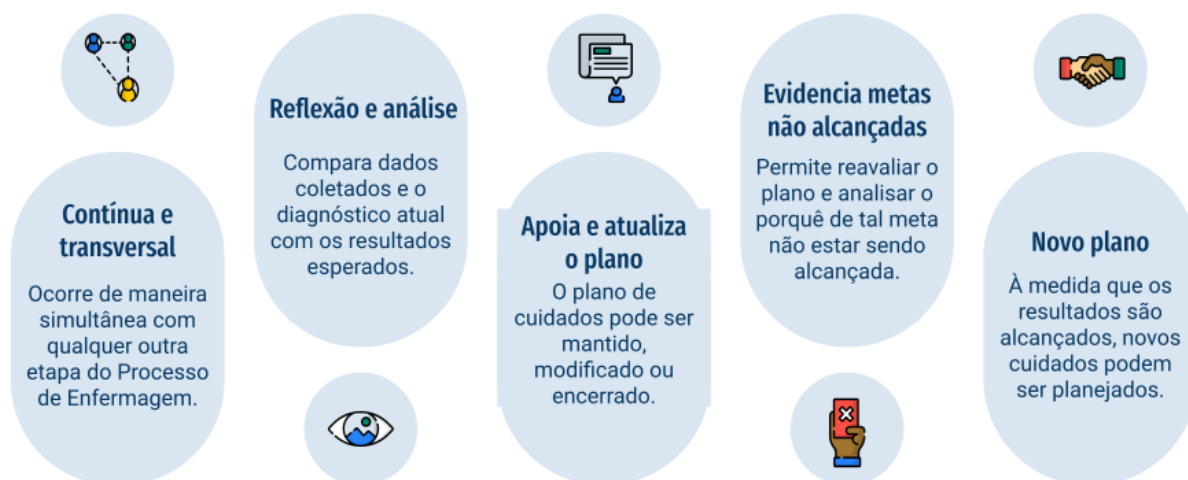 Contínua e
transversal
Ocorre de maneira
simultânea com
qualquer outra
etapa do Processo
de Enfermagem.
Reflexão e análise
Compara dados
coletados e o
diagnóstico atual
com os resultados
esperados.
Apoia e atualiza
o plano
O plano de
cuidados pode ser
mantido,
modificado ou
encerrado.
Evidencia metas
não alcançadas
Permite reavaliar o
plano e analisar o
porquê de tal meta
não estar sendo
alcançada.
Novo plano
À medida que os
resultados são
alcançados, novos
cuidados podem
ser planejados.